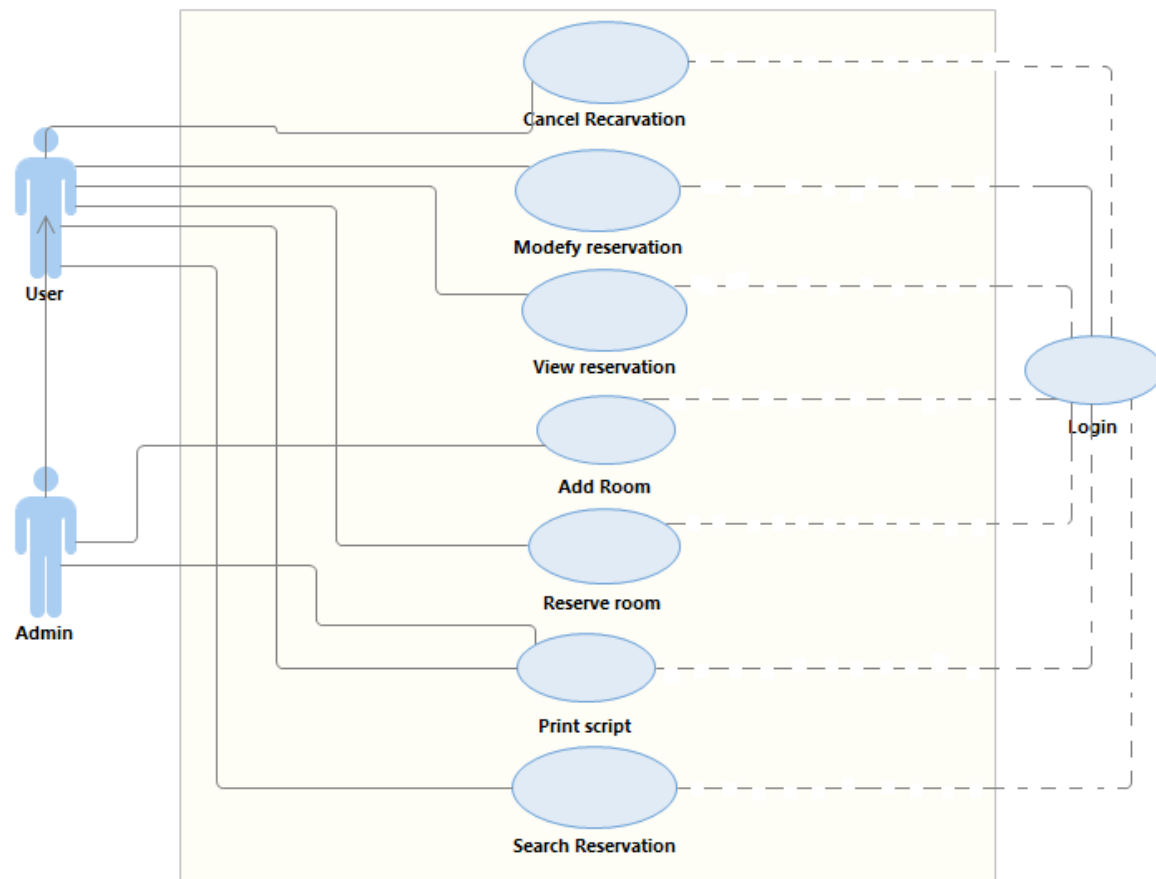 Cancel Recarvation
Modefy reservation
User
View reservation
Login
Add Room
Reserve room
Admin
Print script
Search Reservation